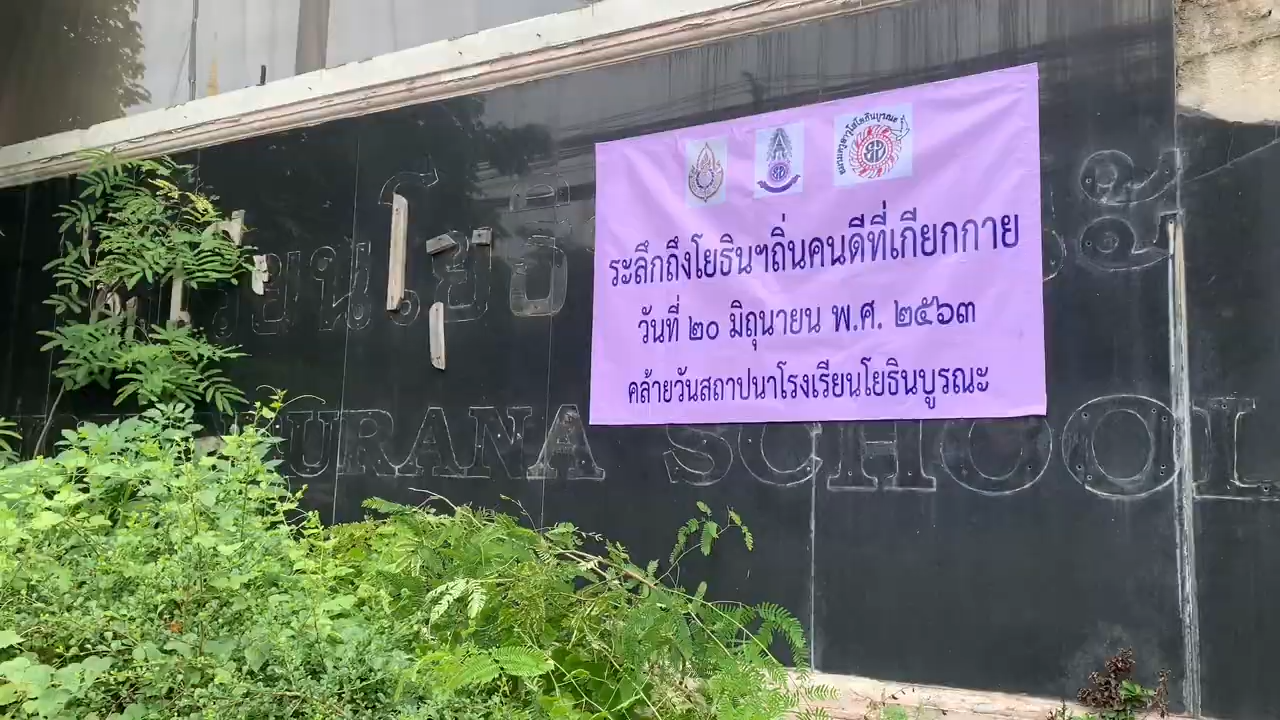 ระลึกถึงโยธินฯถิ่นคนดีที่เกียกกาย
วันที่ ๒๐ มิถุนายน พ.ศ. ๒๕๖๓
คล้ายวันสถาปนาโรงเรียนโยธินบูรณะ
URANA SCHOOL